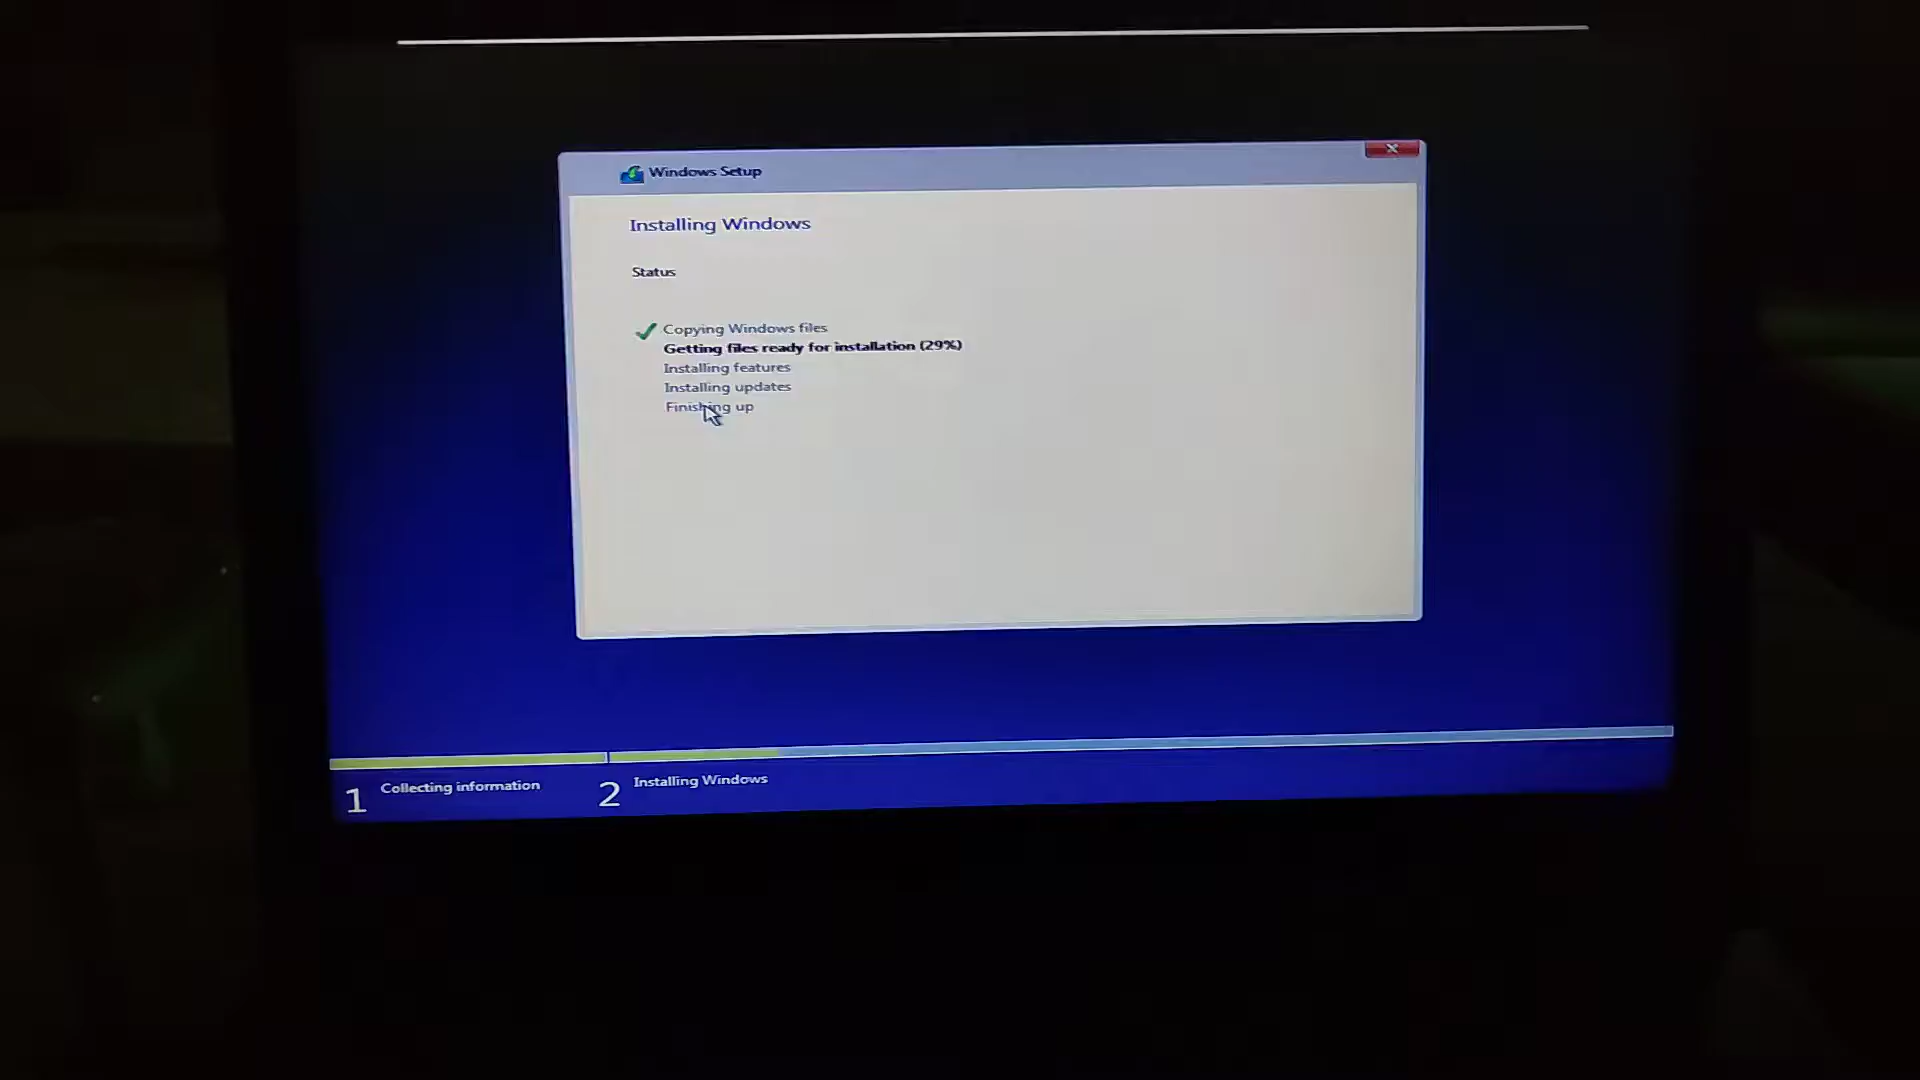 Windows Setup
Installing Windows
Status
Copying Windows files
Getting files ready for installation (29%)
Installing features
Installing updates
Finishing up
1 Collecting information
2 Installing Windows